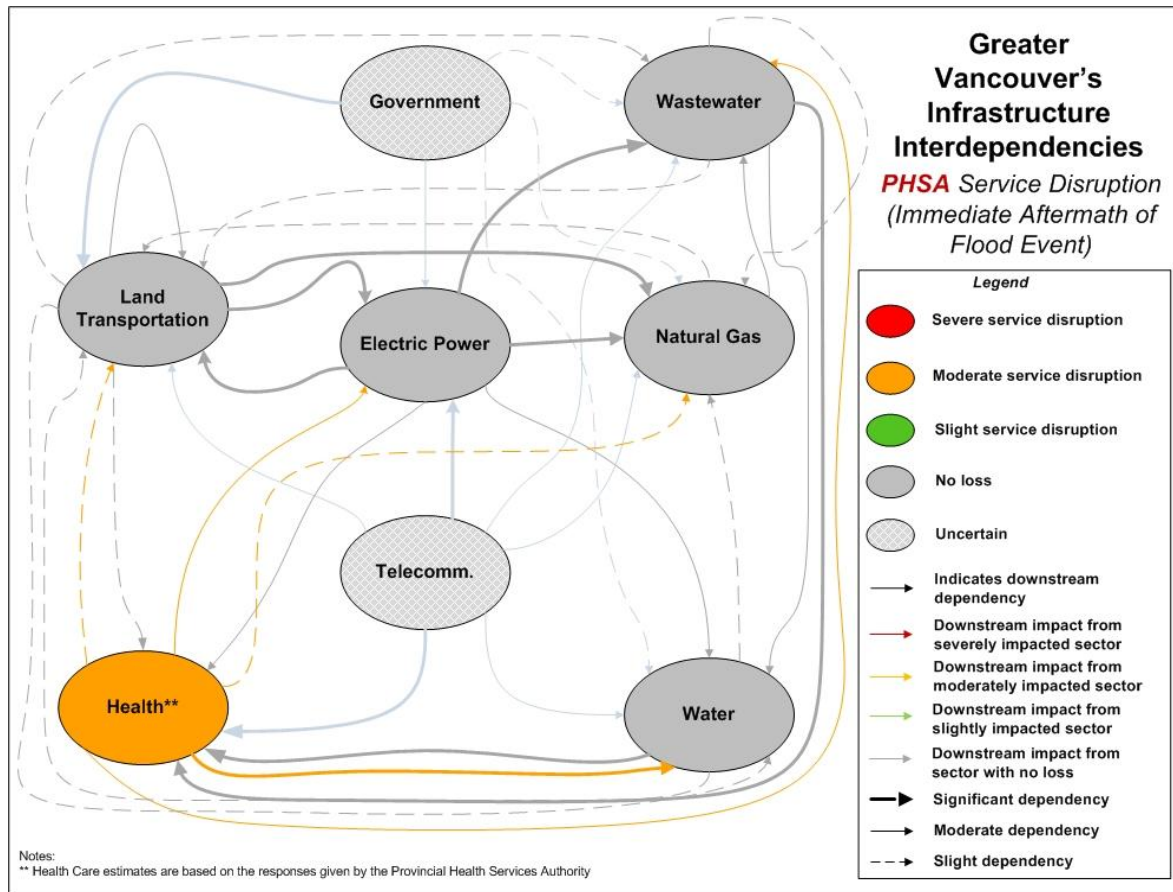 Greater
Vancouver's
Infrastructure
Interdependencies
PHSA Service Disruption
(Immediate Aftermath of
Flood Event)
Government
Wastewater
Land
Transportation
Electric Power
Natural Gas
Telecomm.
Health**
Water
Legend
Severe service disruption
Moderate service disruption
Slight service disruption
No loss
Uncertain
Indicates downstream
dependency
Downstream impact from
severely impacted sector
Downstream impact from
moderately impacted sector
Downstream impact from
slightly impacted sector
Downstream impact from
sector with no loss
Significant dependency
Moderate dependency
Slight dependency
Notes:
** Health Care estimates are based on the responses given by the Provincial Health Services Authority